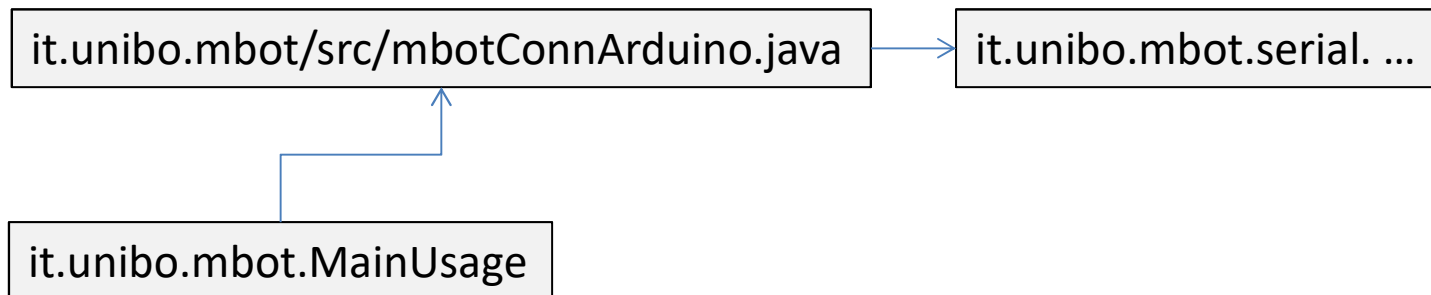 it.unibo.mbot/src/mbotConnArduino.java
it.unibo.mbot.serial. …
it.unibo.mbot.MainUsage